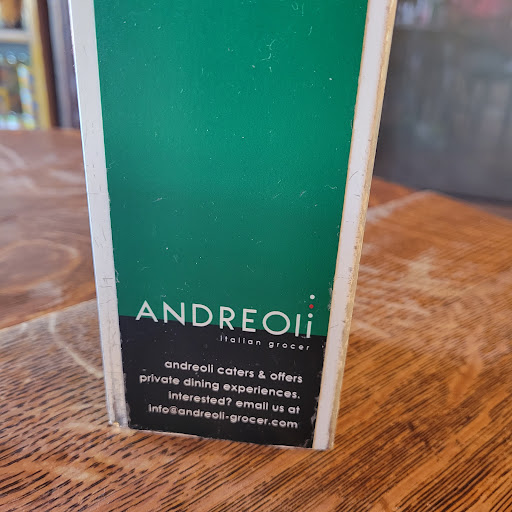 ANDREOli
italian grocer
andreoli caters & offers
private dining experiences.
interested? email us at
info@andreoli-grocer.com